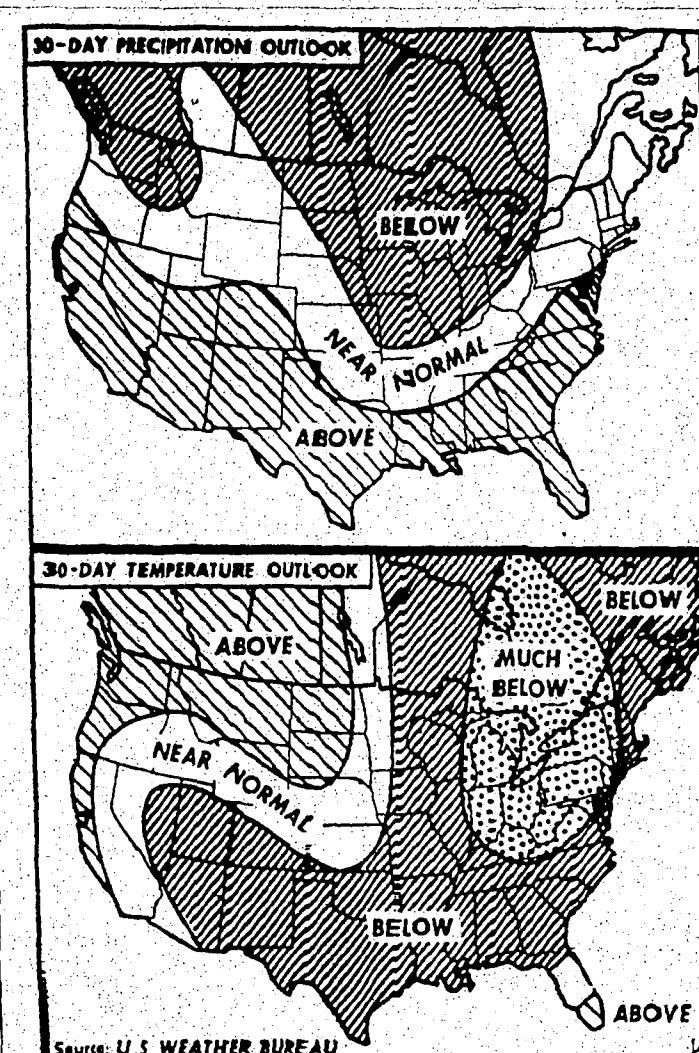 30-DAY PRECIPITATION OUTLOOK
BELOW
NEAR NORMAL
ABOVE
30-DAY TEMPERATURE OUTLOOK
BELOW
ABOVE
MUCH
BELOW
NEAR NORMAL
BELOW
ABOVE
Source: U. S. WEATHER BUREAU